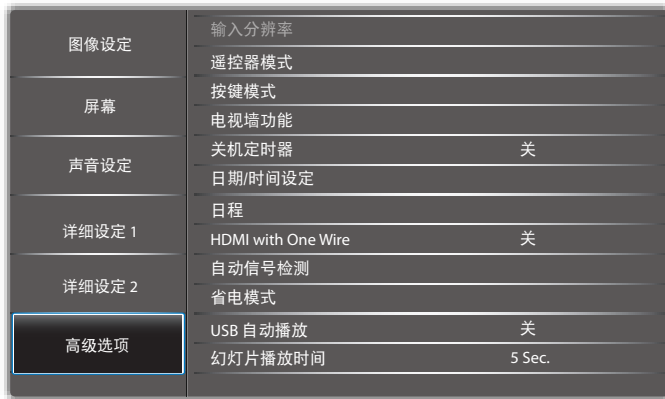 图像设定
屏幕
声音设定
详细设定 1
详细设定 2
高级选项
输入分辨率
遥控器模式
按键模式
电视墙功能
关机定时器 关
日期/时间设定
日程
HDMI with One Wire 关
自动信号检测
省电模式
USB 自动播放 关
幻灯片播放时间 5 Sec.